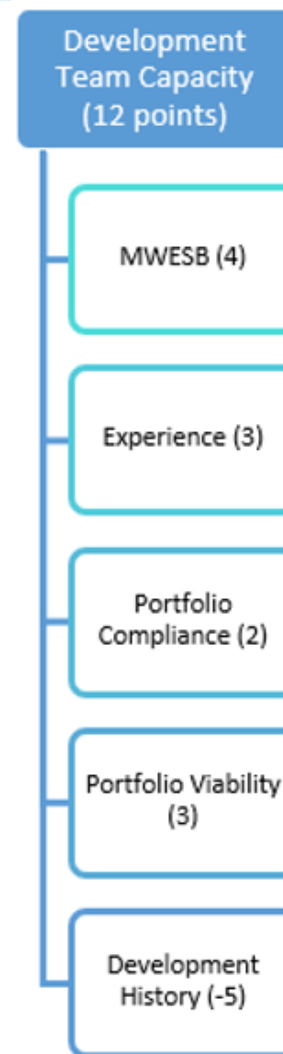 Development
Team Capacity
(12 points)
MWESB (4)
Experience (3)
Portfolio
Compliance (2)
Portfolio Viability
(3)
Development
History (-5)